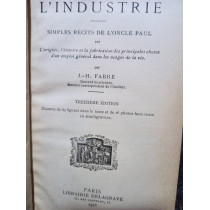 L'INDUSTRIE
SIMPLES RÉCITS DE L'ONCLE PAUL
SUR
L'origine, l'histoire et la fabrication des principales choses
d'un emploi général dans les usages de la vie.
PAR
J.-H. FABRE
TREIZIÈME ÉDITION
PARIS
LIBRAIRIE DELAGRAVE